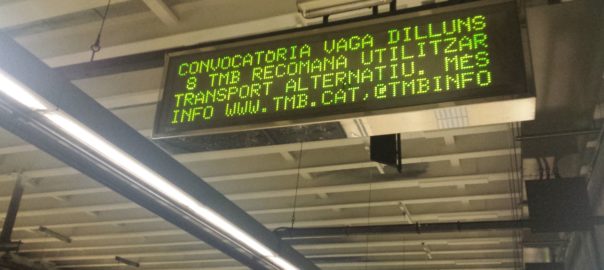 CONVOCATÒRIA VAGA DILLUNS
8 TMB RECOMANA UTILITZAR
TRANSPORT ALTERNATIU. MÉS
INFO WWW.TMB.CAT,@TMBINFO